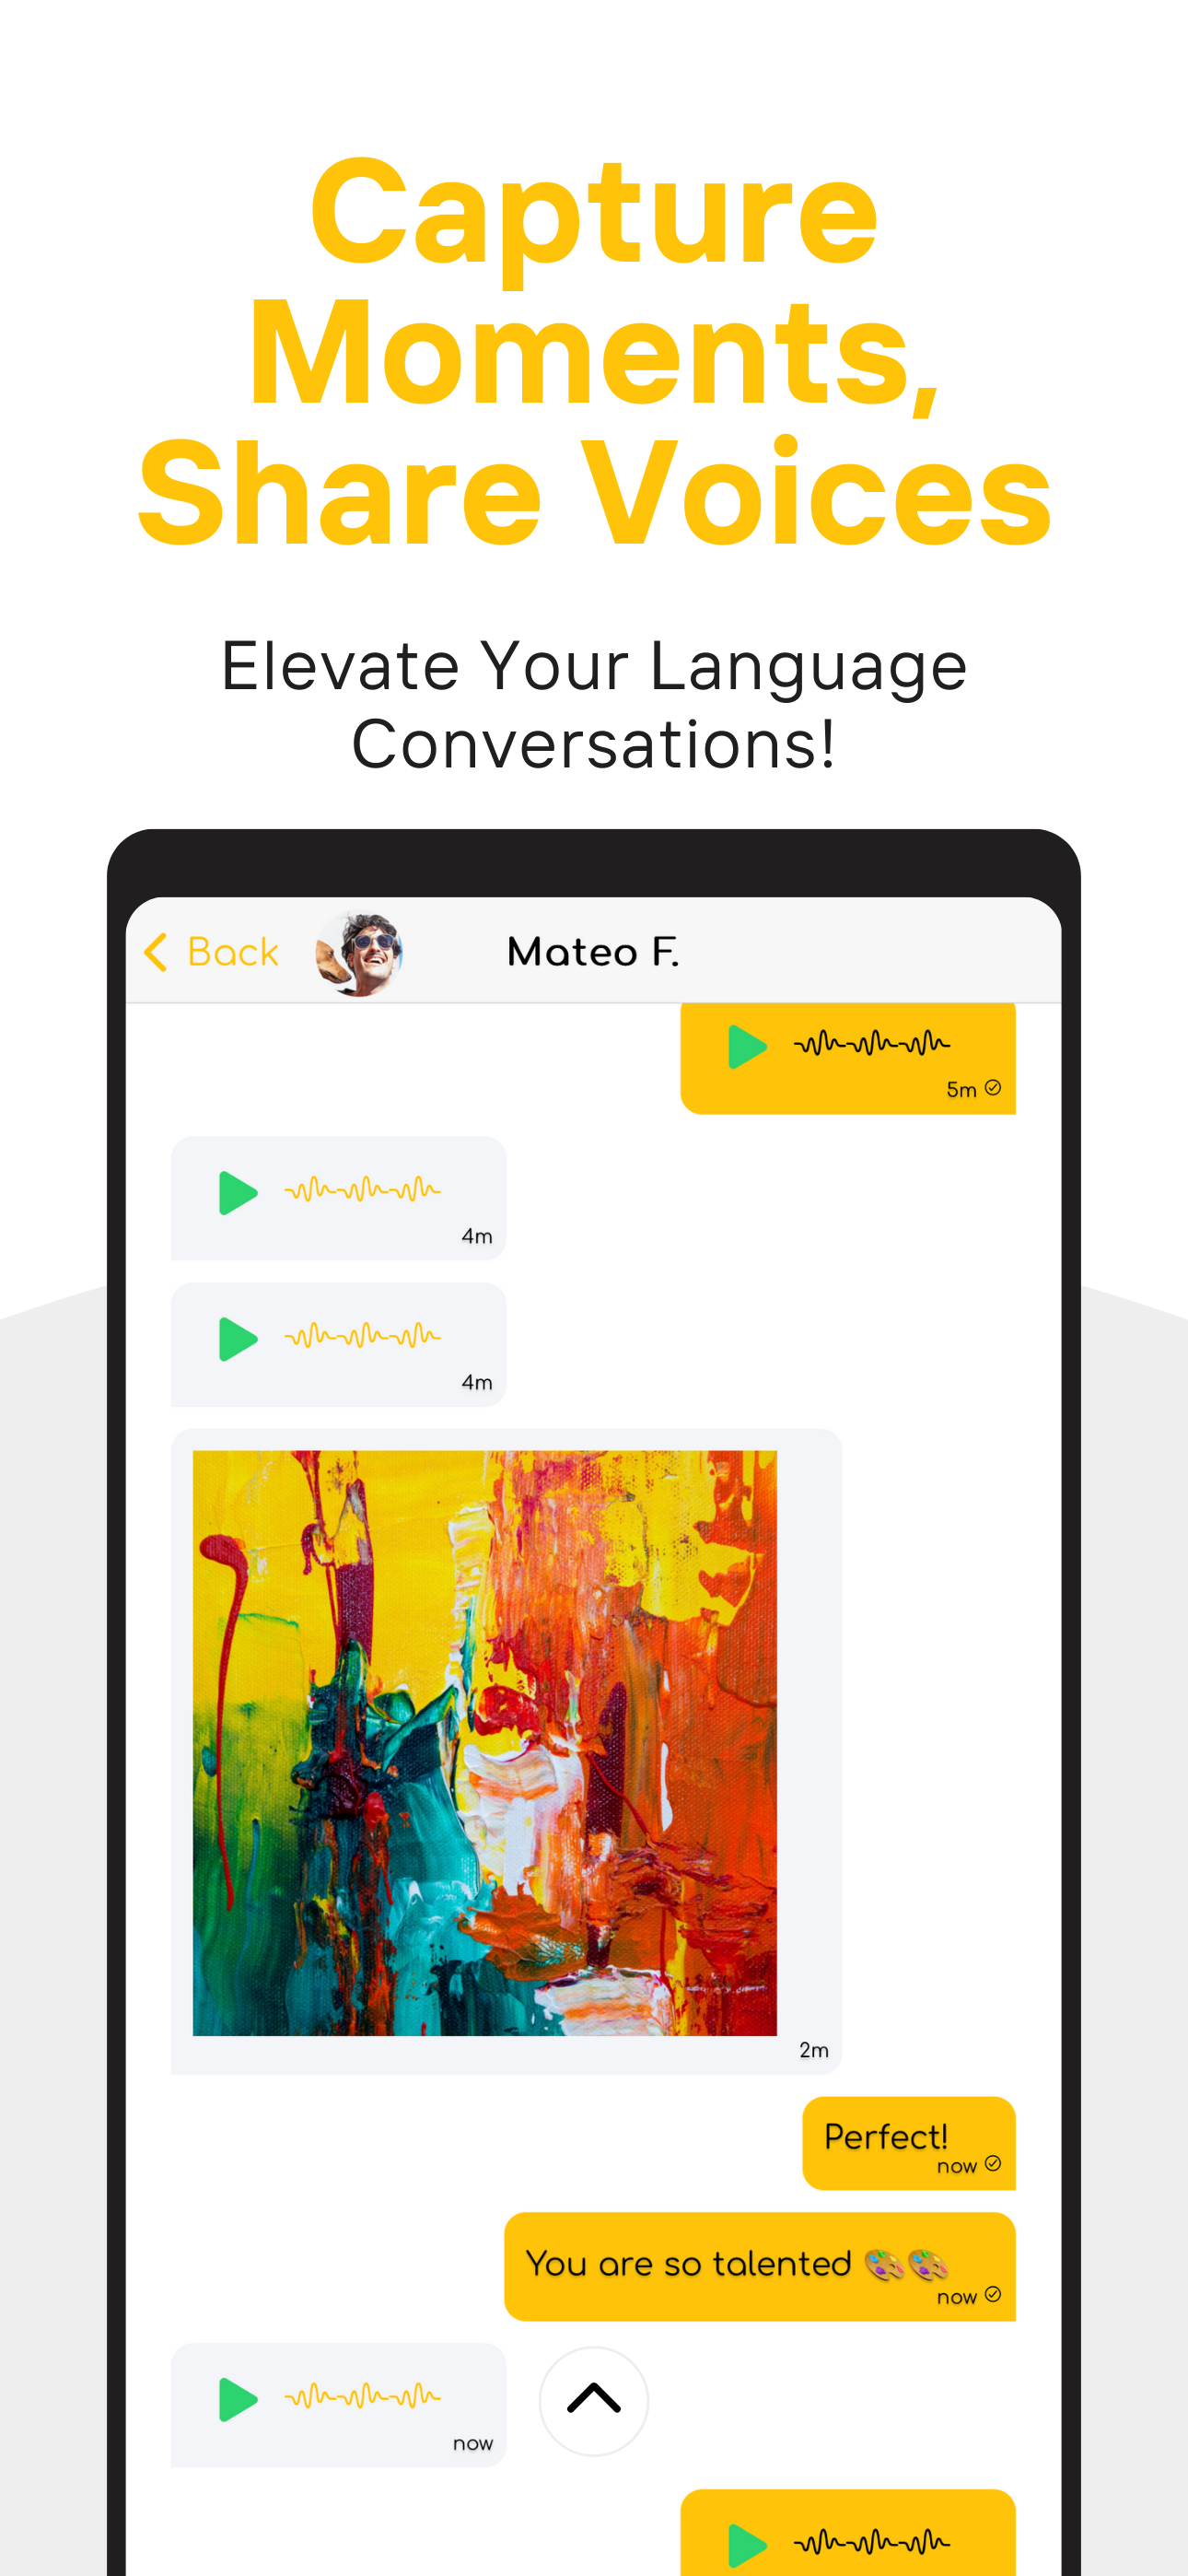 Capture
Moments,
Share Voices
Elevate Your Language
Conversations!
Back
Mateo F.
5m
4m
4m
2m
Perfect!
now
You are so talented 🎨🎨
now
now